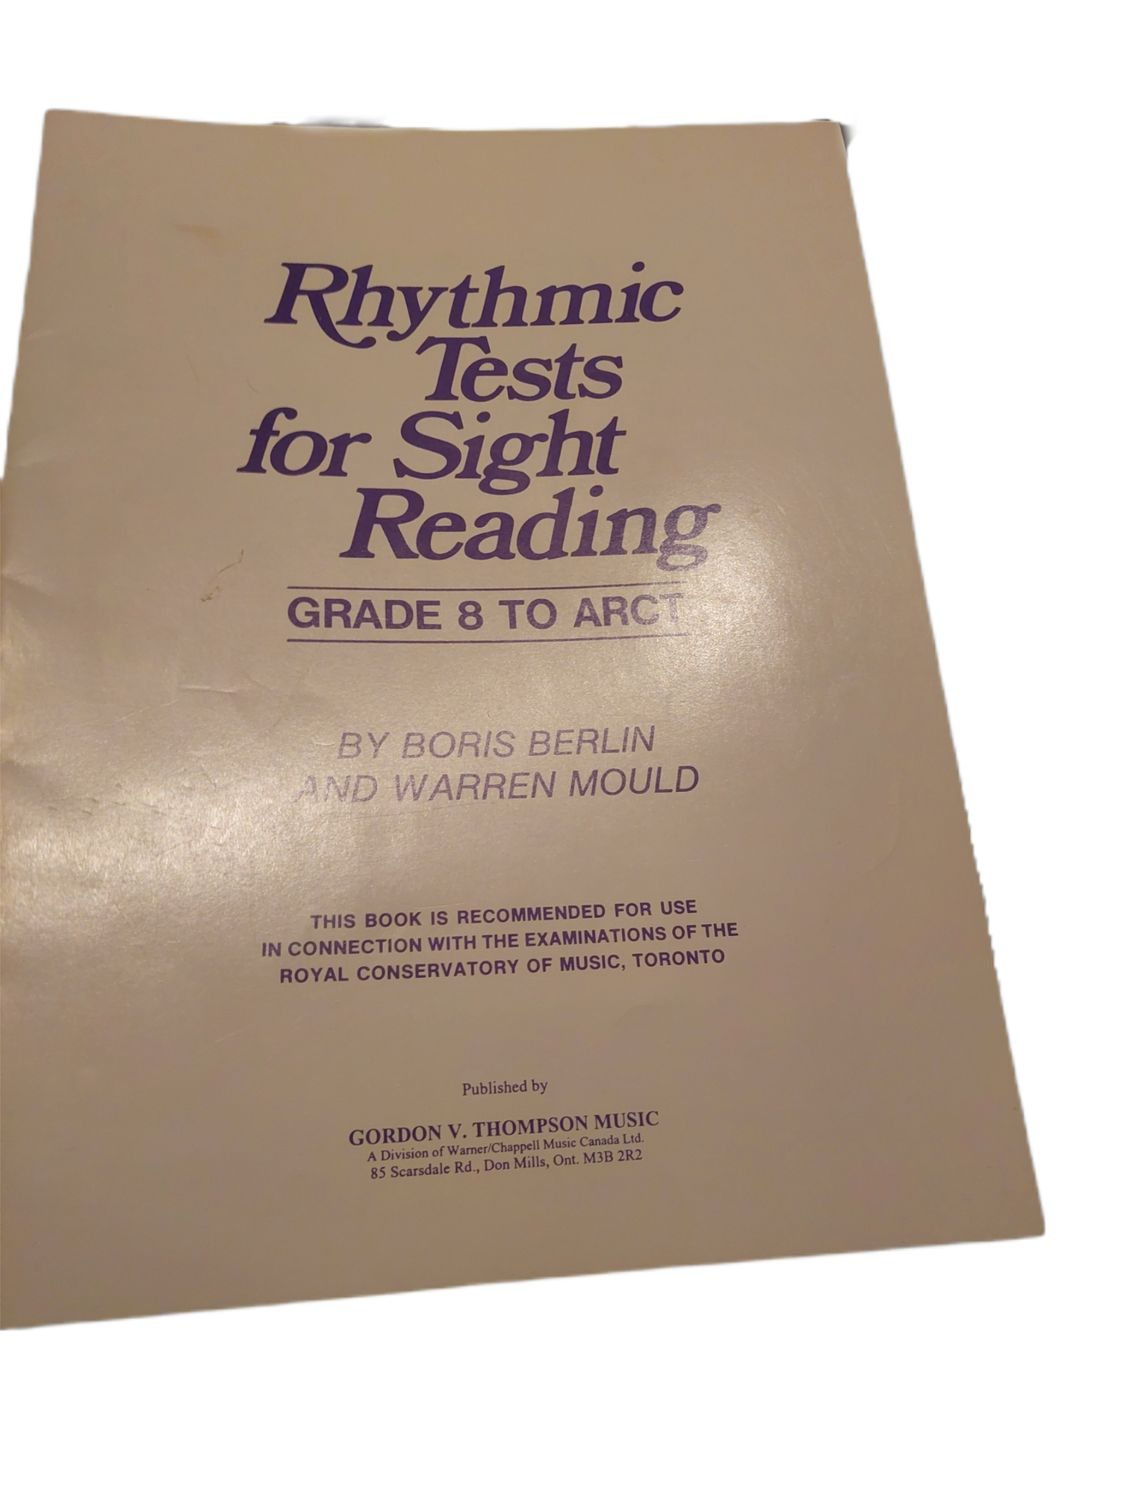 Rhythmic
Tests
for Sight
Reading
GRADE 8 TO ARCT
BY BORIS BERLIN
AND WARREN MOULD
THIS BOOK IS RECOMMENDED FOR USE
IN CONNECTION WITH THE EXAMINATIONS OF THE
ROYAL CONSERVATORY OF MUSIC, TORONTO
Published by
GORDON V. THOMPSON MUSIC
A Division of Warner/Chappell Music Canada Ltd.
85 Scarsdale Rd., Don Mills, Ont. M3B 2R2